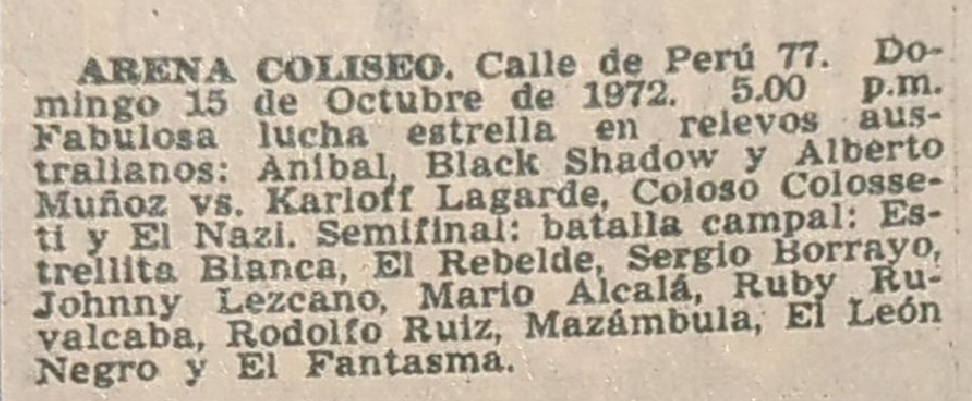 ARENA COLISEO. Calle de Perú 77. Do-
mingo 15 de Octubre de 1972. 5.00 p.m.
Fabulosa lucha estrella en relevos aus-
tralianos: Aníbal, Black Shadow y Alberto
Muñoz vs. Karloff Lagarde, Coloso Colosse-
ti y El Nazi. Semifinal: batalla campal: Es-
trellita Blanca, El Rebelde, Sergio Borrayo,
Johnny Lezcano, Mario Alcalá, Ruby Ru-
valcaba, Rodolfo Ruiz, Mazámbula, El León
Negro y El Fantasma.